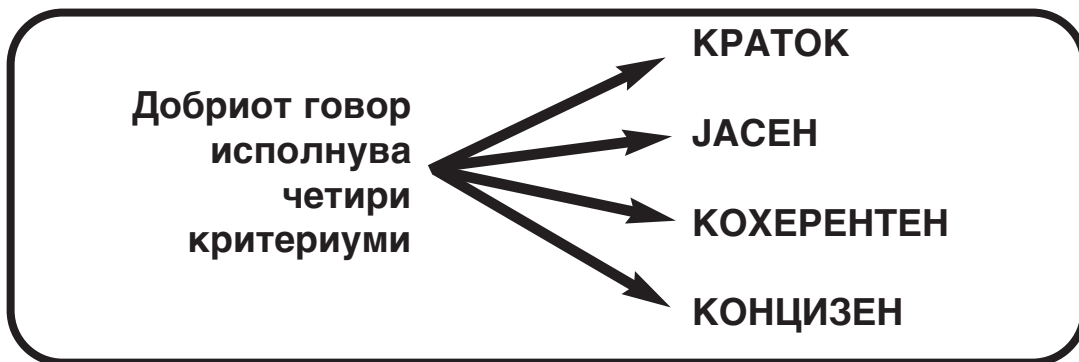 Добриот говор
исполнува
четири
критериуми
КРАТОК
ЈАСЕН
КОХЕРЕНТЕН
КОНЦИЗЕН